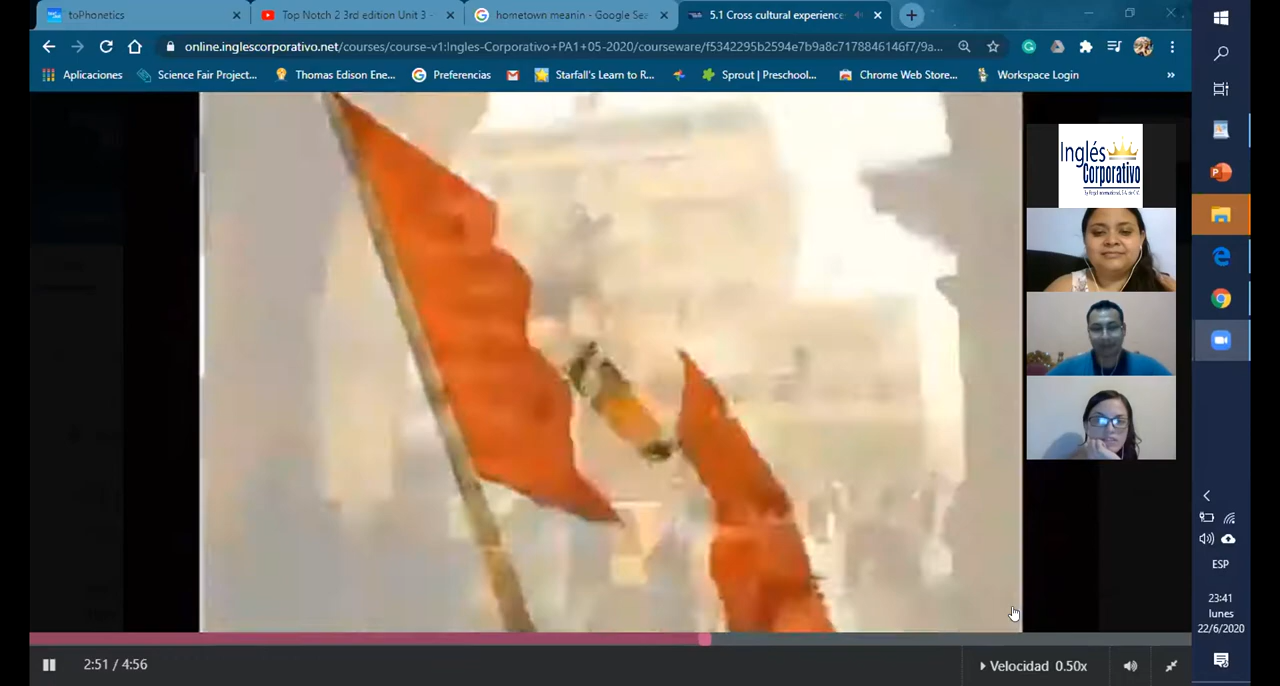 toPhonetics
Top Notch 2 3rd edition Unit 3 -
hometown meanin - Google Sea
5.1 Cross cultural experience
online.inglescorporativo.net/courses/course-v1:Ingles-Corporativo+PA1+05-2020/courseware/f5342295b2594e7b9a8c7178846146f7/9a...
Aplicaciones
Science Fair Project...
Thomas Edison Ene...
Preferencias
Starfall's Learn to R...
Sprout | Preschool...
Chrome Web Store...
Workspace Login
»
Inglés
Corporativo
ESP
23:41
lunes
22/6/2020
2:51 / 4:56
Velocidad 0.50x